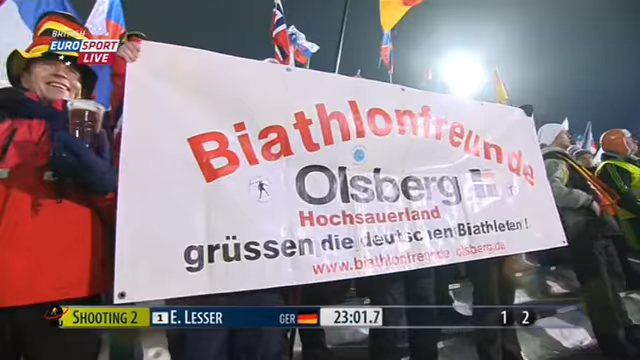 BRITISH
EUROSPORT
LIVE
Biathlonfreunde
Olsberg
Hochsauerland
grüssen die deutschen Biathleten !
www.biathlonfreunde-olsberg.de
SHOOTING 2 1 E. LESSER GER 23:01.7 1 2